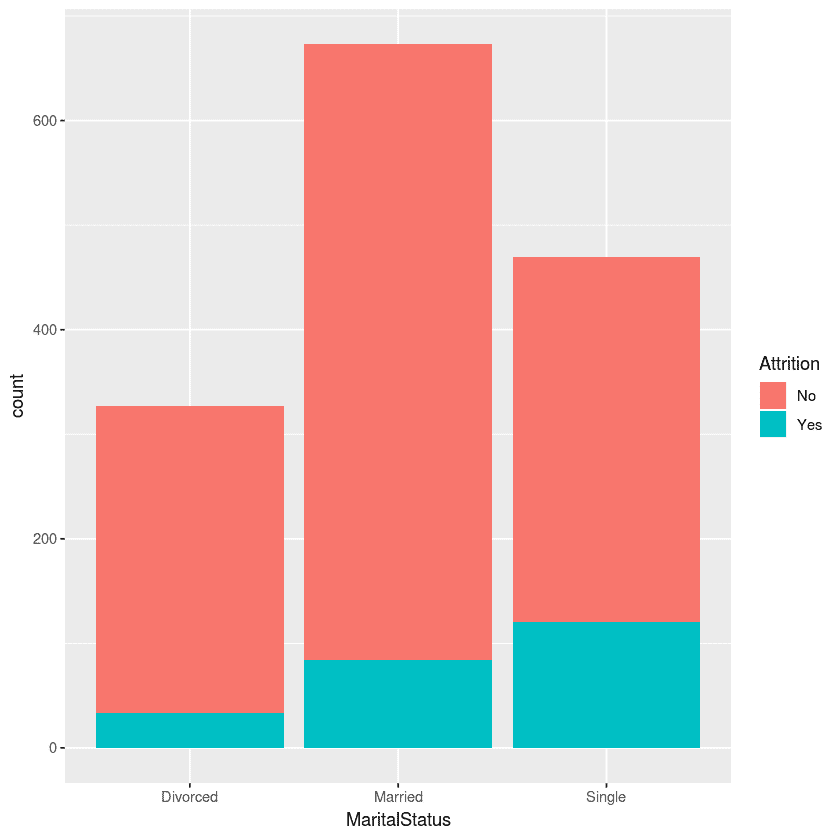 600
400
200
0
count
Divorced Married Single
MaritalStatus
Attrition
No
Yes